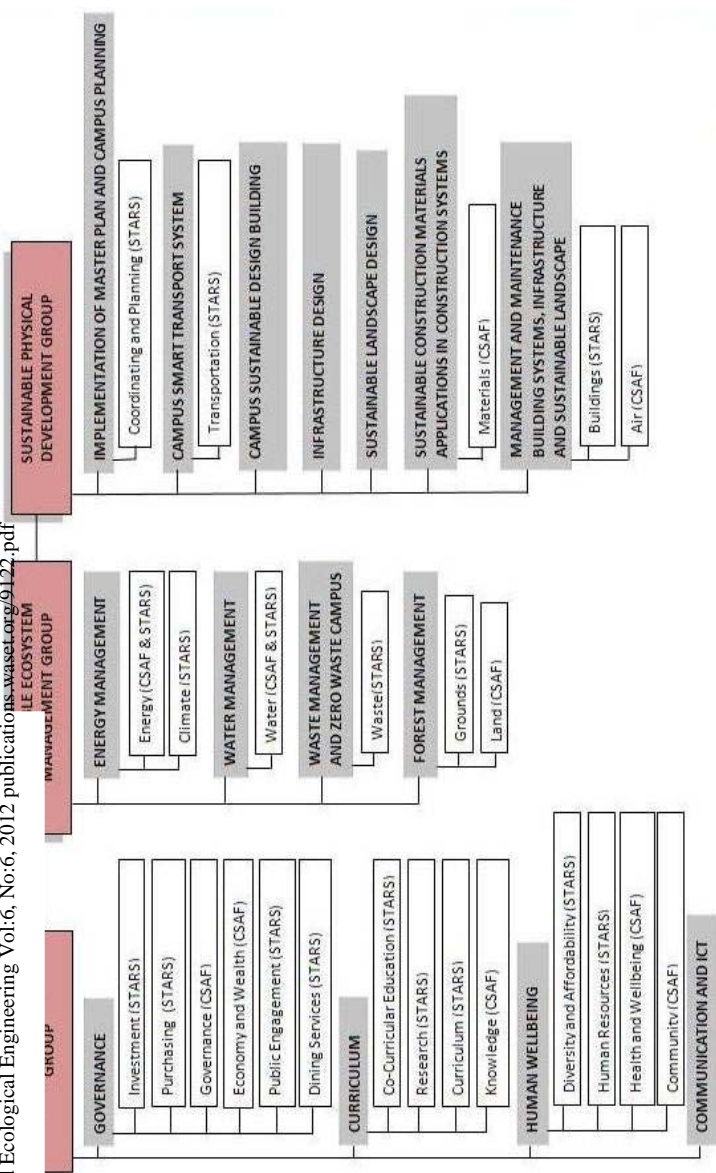 l Ecological Engineering Vol:6, No:6, 2012 publications.waset.org/9122.pdf
GROUP
GOVERNANCE
Investment (STARS)
Purchasing (STARS)
Governance (CSAF)
Economy and Wealth (CSAF)
Public Engagement (STARS)
Dining Services (STARS)
CURRICULUM
Co-Curricular Education (STARS)
Research (STARS)
Curriculum (STARS)
Knowledge (CSAF)
HUMAN WELLBEING
Diversity and Affordability (STARS)
Human Resources (STARS)
Health and Wellbeing (CSAF)
Community (CSAF)
COMMUNICATION AND ICT
LE ECOSYSTEM
MANAGEMENT GROUP
ENERGY MANAGEMENT
Energy (CSAF & STARS)
Climate (STARS)
WATER MANAGEMENT
Water (CSAF & STARS)
WASTE MANAGEMENT
AND ZERO WASTE CAMPUS
Waste(STARS)
FOREST MANAGEMENT
Grounds (STARS)
Land (CSAF)
SUSTAINABLE PHYSICAL
DEVELOPMENT GROUP
IMPLEMENTATION OF MASTER PLAN AND CAMPUS PLANNING
Coordinating and Planning (STARS)
CAMPUS SMART TRANSPORT SYSTEM
Transportation (STARS)
CAMPUS SUSTAINABLE DESIGN BUILDING
INFRASTRUCTURE DESIGN
SUSTAINABLE LANDSCAPE DESIGN
SUSTAINABLE CONSTRUCTION MATERIALS
APPLICATIONS IN CONSTRUCTION SYSTEMS
Materials (CSAF)
MANAGEMENT AND MAINTENANCE
BUILDING SYSTEMS, INFRASTRUCTURE
AND SUSTAINABLE LANDSCAPE
Buildings (STARS)
Air (CSAF)